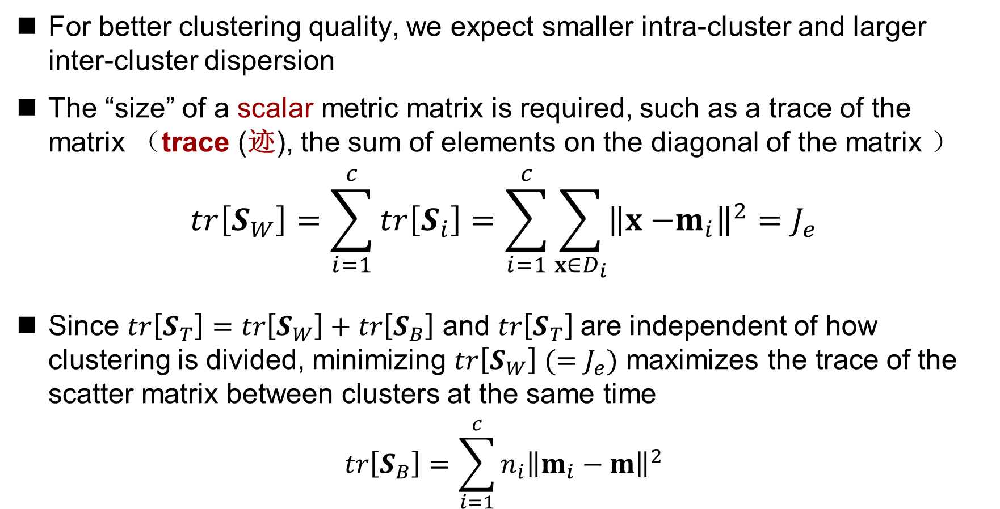 ■ For better clustering quality, we expect smaller intra-cluster and larger
inter-cluster dispersion
■ The “size” of a scalar metric matrix is required, such as a trace of the
matrix （trace (迹), the sum of elements on the diagonal of the matrix ）
$tr[\boldsymbol{S}_W] = \sum_{i=1}^{c} tr[\boldsymbol{S}_i] = \sum_{i=1}^{c} \sum_{\mathbf{x} \in D_i} \|\mathbf{x} - \mathbf{m}_i\|^2 = J_e$
■ Since $tr[\boldsymbol{S}_T] = tr[\boldsymbol{S}_W] + tr[\boldsymbol{S}_B]$ and $tr[\boldsymbol{S}_T]$ are independent of how
clustering is divided, minimizing $tr[\boldsymbol{S}_W] (= J_e)$ maximizes the trace of the
scatter matrix between clusters at the same time
$tr[\boldsymbol{S}_B] = \sum_{i=1}^{c} n_i \|\mathbf{m}_i - \mathbf{m}\|^2$